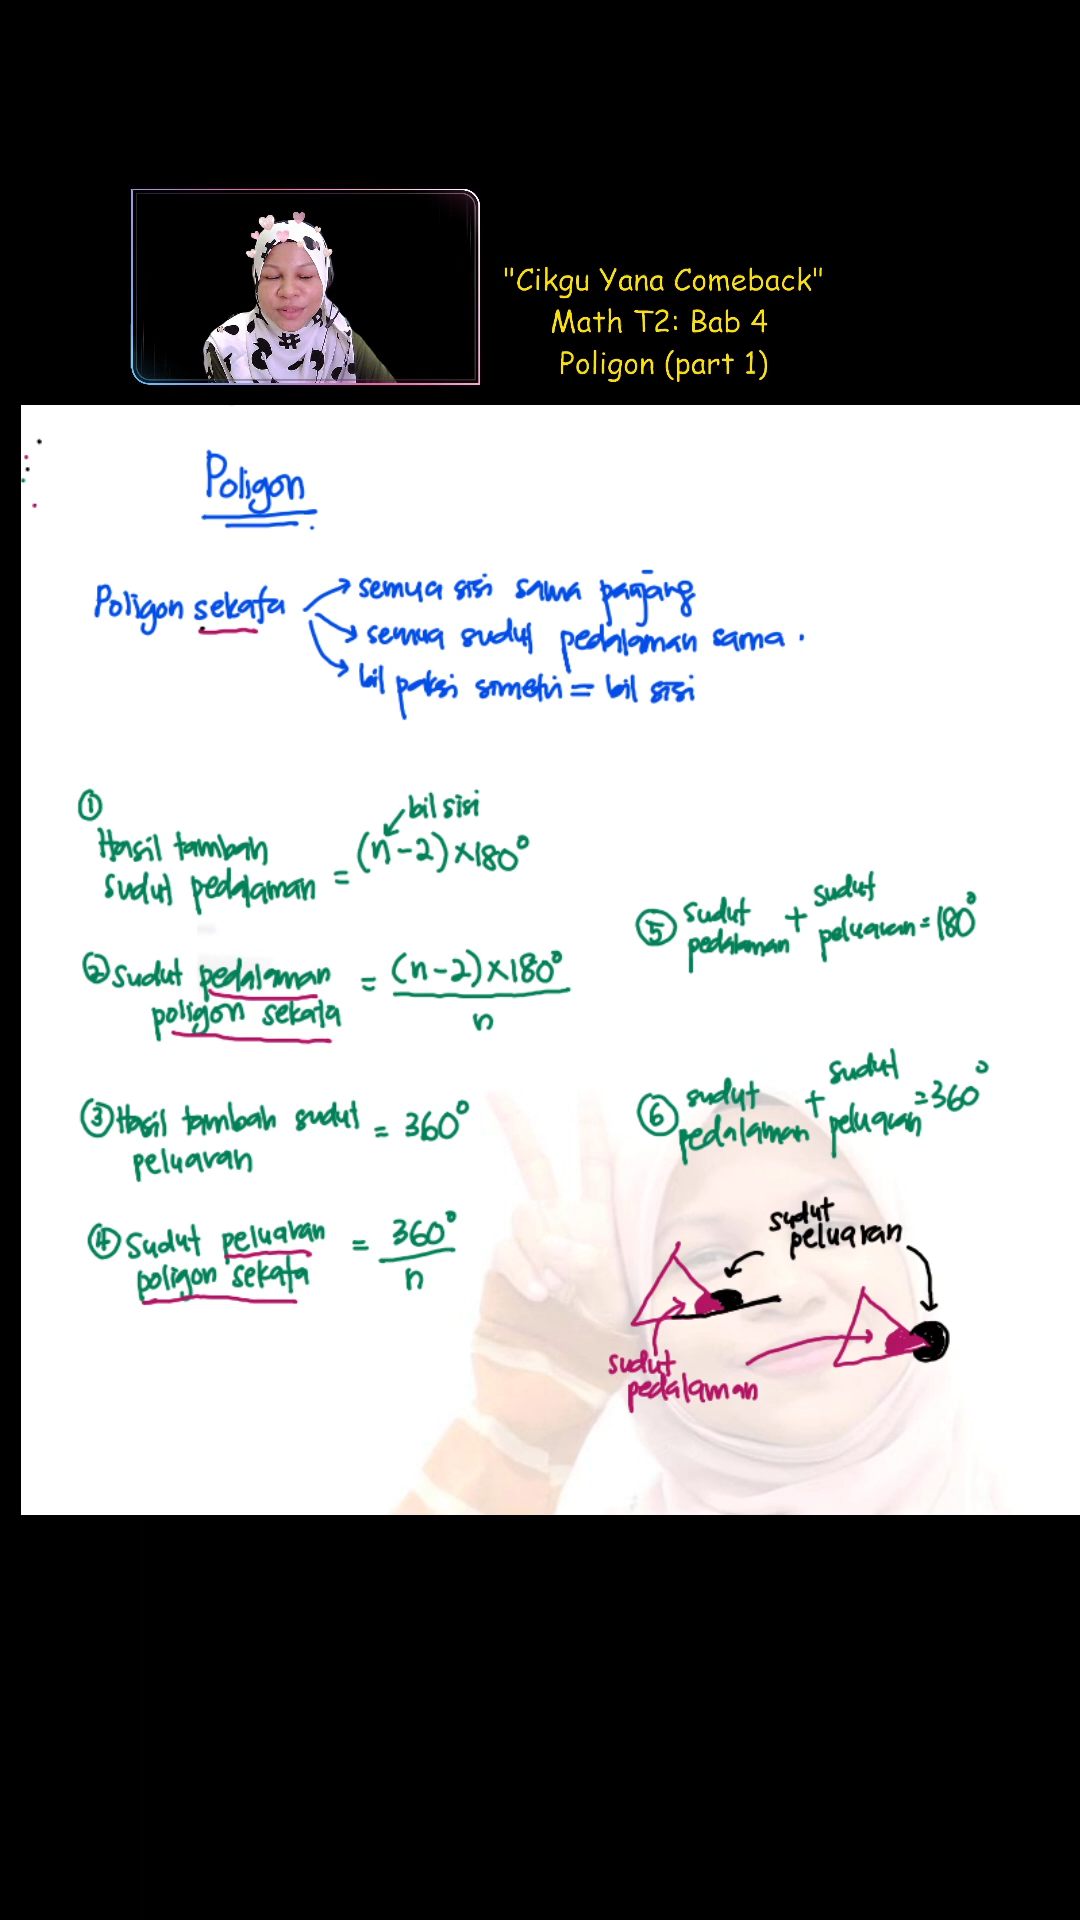 "Cikgu Yana Comeback"
Math T2: Bab 4
Poligon (part 1)
Poligon
Poligon sekata
semua sisi sama panjang
semua sudut pedalaman sama.
bil paksi simetri = bil sisi
①
bil sisi
Hasil tambah
sudut pedalaman = (n-2)×180°
② Sudut pedalaman = (n-2)×180°
poligon sekata
n
③ Hasil tambah sudut = 360°
peluaran
④ Sudut peluaran = 360°
poligon sekata
n
⑤ sudut pedalaman + sudut peluaran = 180°
⑥ sudut pedalaman + sudut peluaran = 360°
sudut
peluaran
sudut
pedalaman